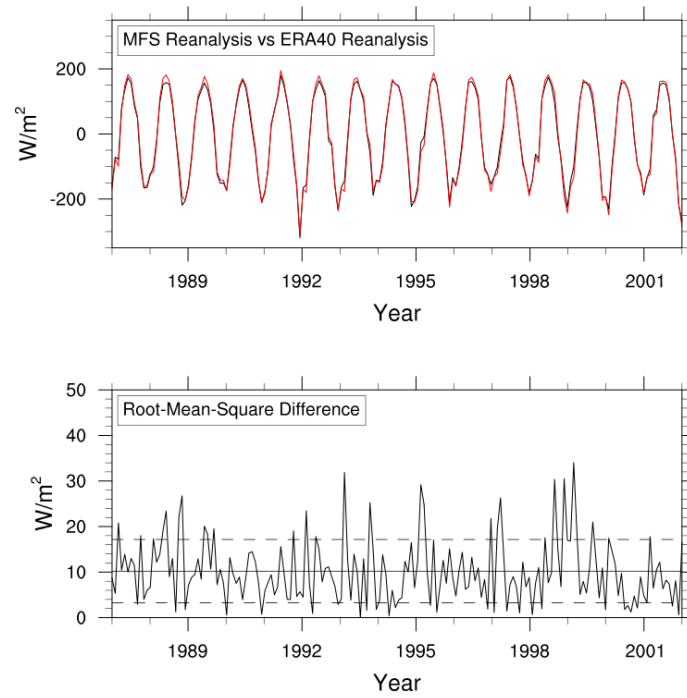 MFS Reanalysis vs ERA40 Reanalysis
200
0
-200
W/m²
1989 1992 1995 1998 2001
Year
Root-Mean-Square Difference
50
40
30
20
10
0
W/m²
1989 1992 1995 1998 2001
Year